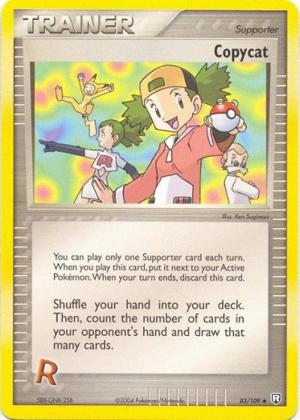 TRAINER
Supporter
Copycat
Illus. Ken Sugimori
You can play only one Supporter card each turn.
When you play this card, put it next to your Active
Pokémon. When your turn ends, discard this card.
Shuffle your hand into your deck.
Then, count the number of cards in
your opponent's hand and draw that
many cards.
R
588-GNR-258
©2004 Pokémon/Nintendo
83/109 ◆
R